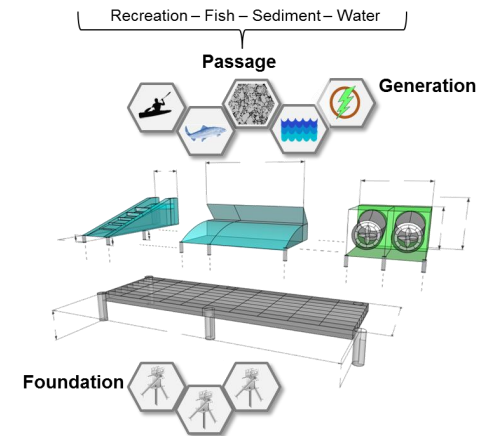 Recreation – Fish – Sediment – Water
Passage
Generation
Foundation